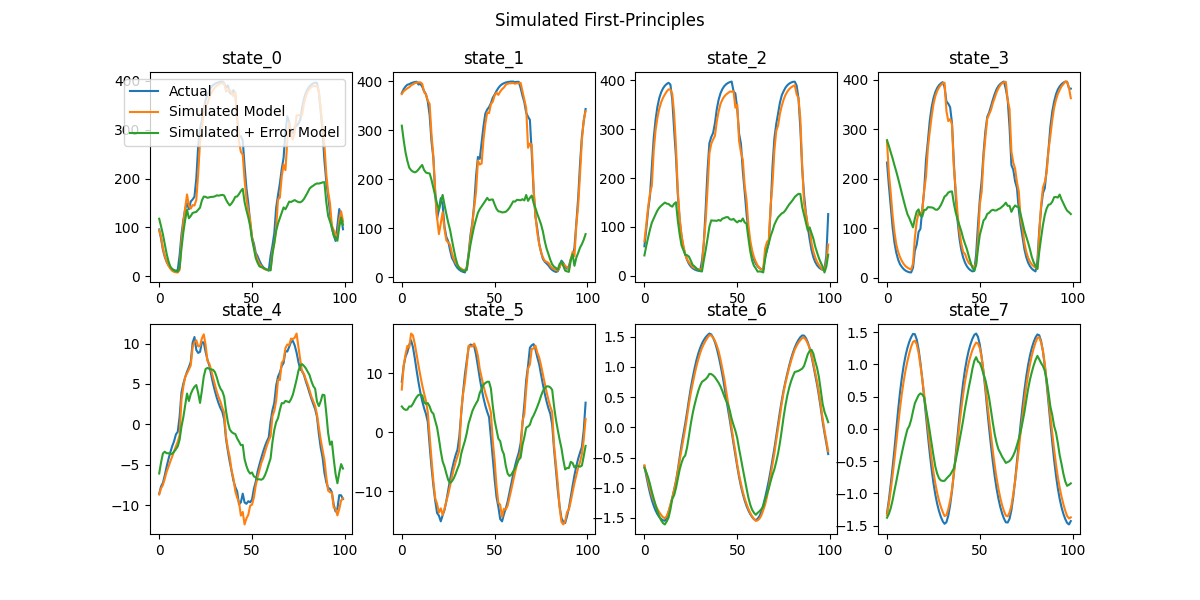 Simulated First-Principles
state_0 state_1 state_2 state_3
Actual
Simulated Model
Simulated + Error Model
400 400 400 400
300 300 300 300
200 200 200 200
100 100 100 100
0 0 0 0
0 50 100 0 50 100 0 50 100 0 50 100
state_4 state_5 state_6 state_7
10 10 1.5 1.5
5 0 1.0 1.0
0 −10 0.5 0.5
−5 0.0 0.0
−10 −0.5 −0.5
−1.0 −1.0
−1.5 −1.5
0 50 100 0 50 100 0 50 100 0 50 100